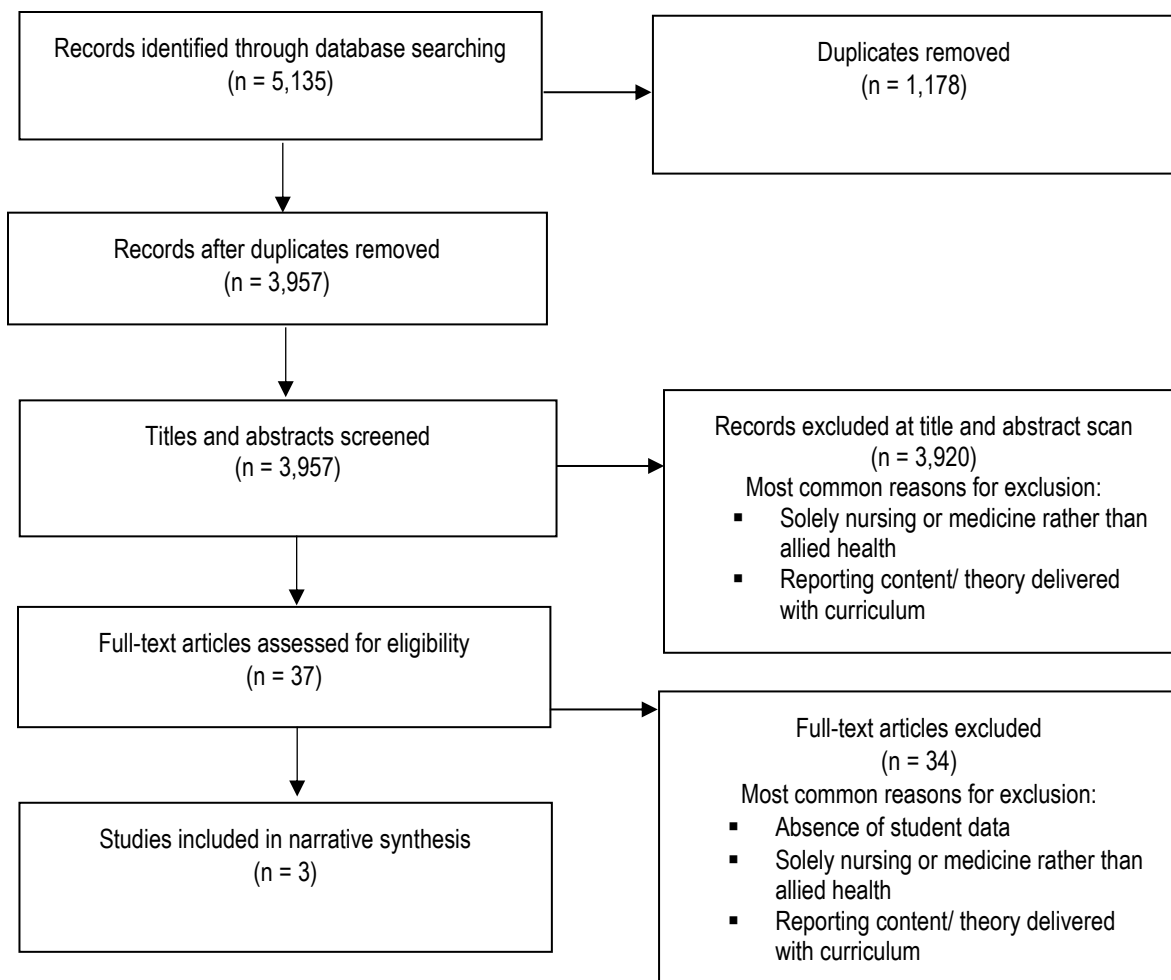 Records identified through database searching
(n = 5,135)
Duplicates removed
(n = 1,178)
Records after duplicates removed
(n = 3,957)
Titles and abstracts screened
(n = 3,957)
Records excluded at title and abstract scan
(n = 3,920)
Most common reasons for exclusion:
▪ Solely nursing or medicine rather than
allied health
▪ Reporting content/ theory delivered
with curriculum
Full-text articles assessed for eligibility
(n = 37)
Full-text articles excluded
(n = 34)
Most common reasons for exclusion:
▪ Absence of student data
▪ Solely nursing or medicine rather than
allied health
▪ Reporting content/ theory delivered
with curriculum
Studies included in narrative synthesis
(n = 3)